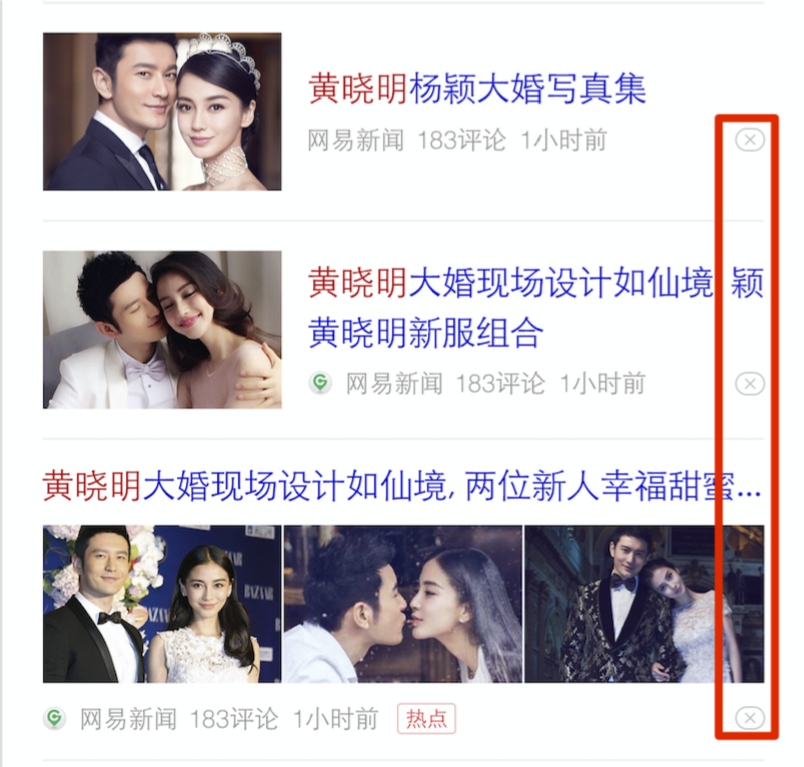 黄晓明杨颖大婚写真集
网易新闻 183评论 1小时前
黄晓明大婚现场设计如仙境 颖
黄晓明新服组合
网易新闻 183评论 1小时前
黄晓明大婚现场设计如仙境, 两位新人幸福甜蜜...
BAZAAR
网易新闻 183评论 1小时前 热点